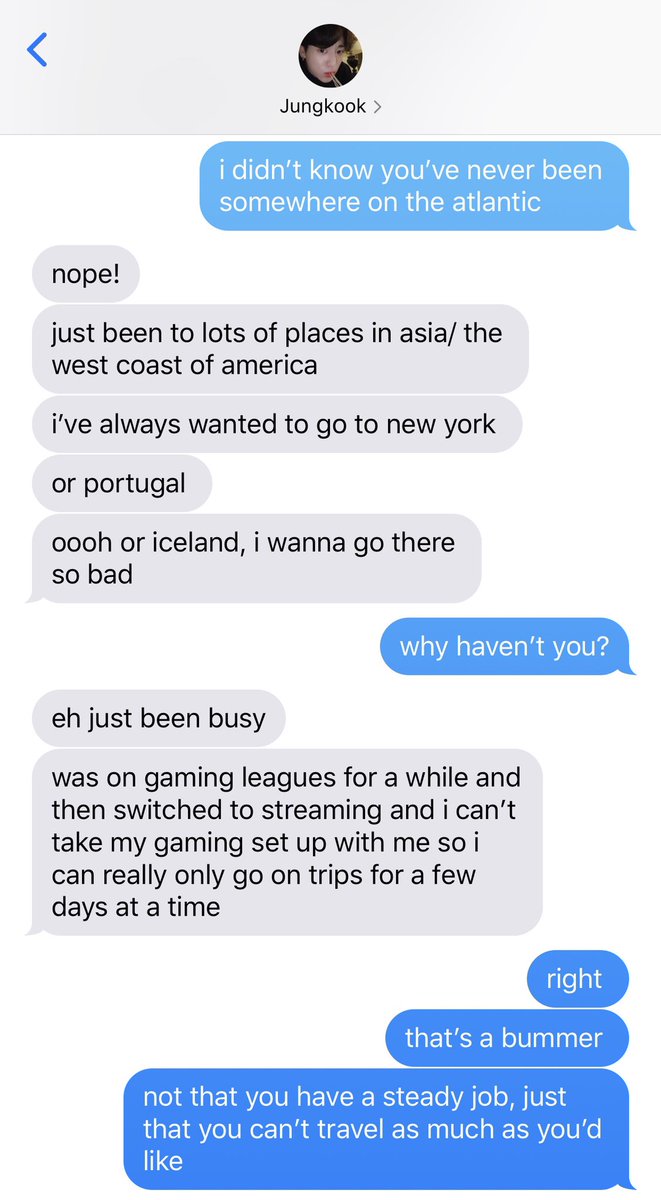 Jungkook
i didn’t know you’ve never been
somewhere on the atlantic
nope!
just been to lots of places in asia/ the
west coast of america
i’ve always wanted to go to new york
or portugal
oooh or iceland, i wanna go there
so bad
why haven’t you?
eh just been busy
was on gaming leagues for a while and
then switched to streaming and i can’t
take my gaming set up with me so i
can really only go on trips for a few
days at a time
right
that’s a bummer
not that you have a steady job, just
that you can’t travel as much as you’d
like